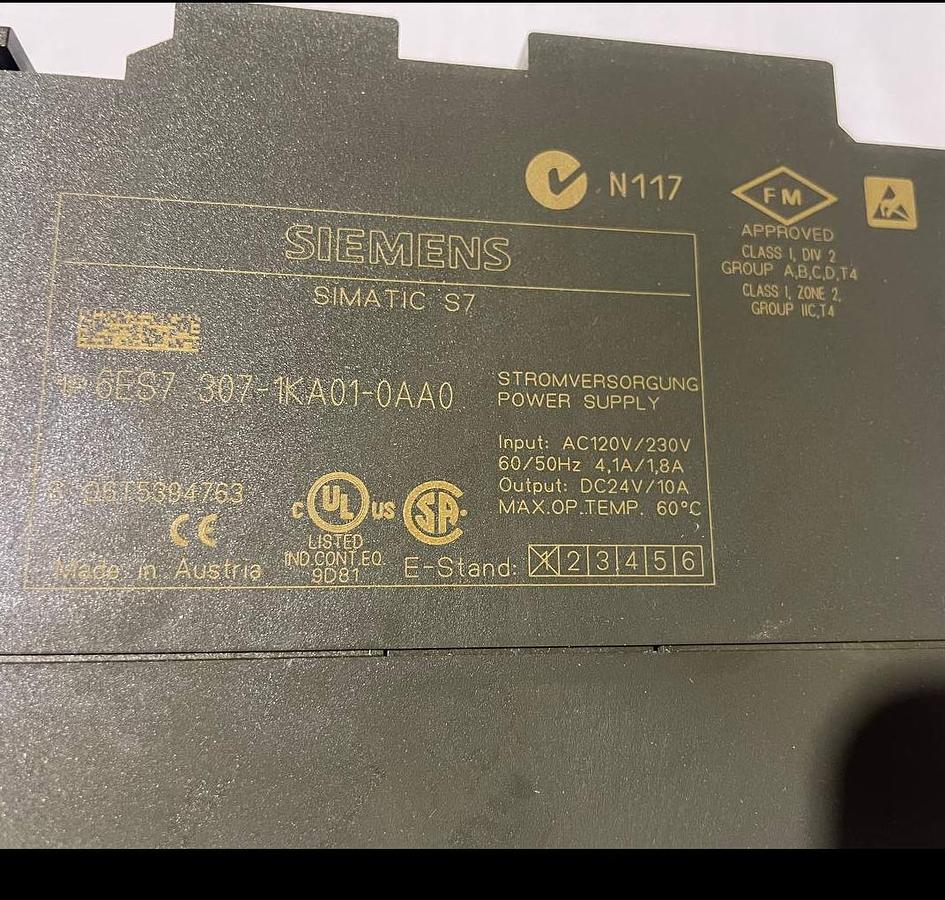 N117
FM
APPROVED
CLASS I, DIV 2
GROUP A,B,C,D,T4
CLASS I, ZONE 2,
GROUP IIC,T4
SIEMENS
SIMATIC S7
1P 6ES7 307-1KA01-0AA0
STROMVERSORGUNG
POWER SUPPLY
Input: AC120V/230V
60/50Hz 4,1A/1,8A
Output: DC24V/10A
MAX.OP.TEMP. 60°C
S Q6T5394763
CE
C UL US
LISTED
IND.CONT.EQ.
9D81
SA
Made in Austria
E-Stand: 1 2 3 4 5 6